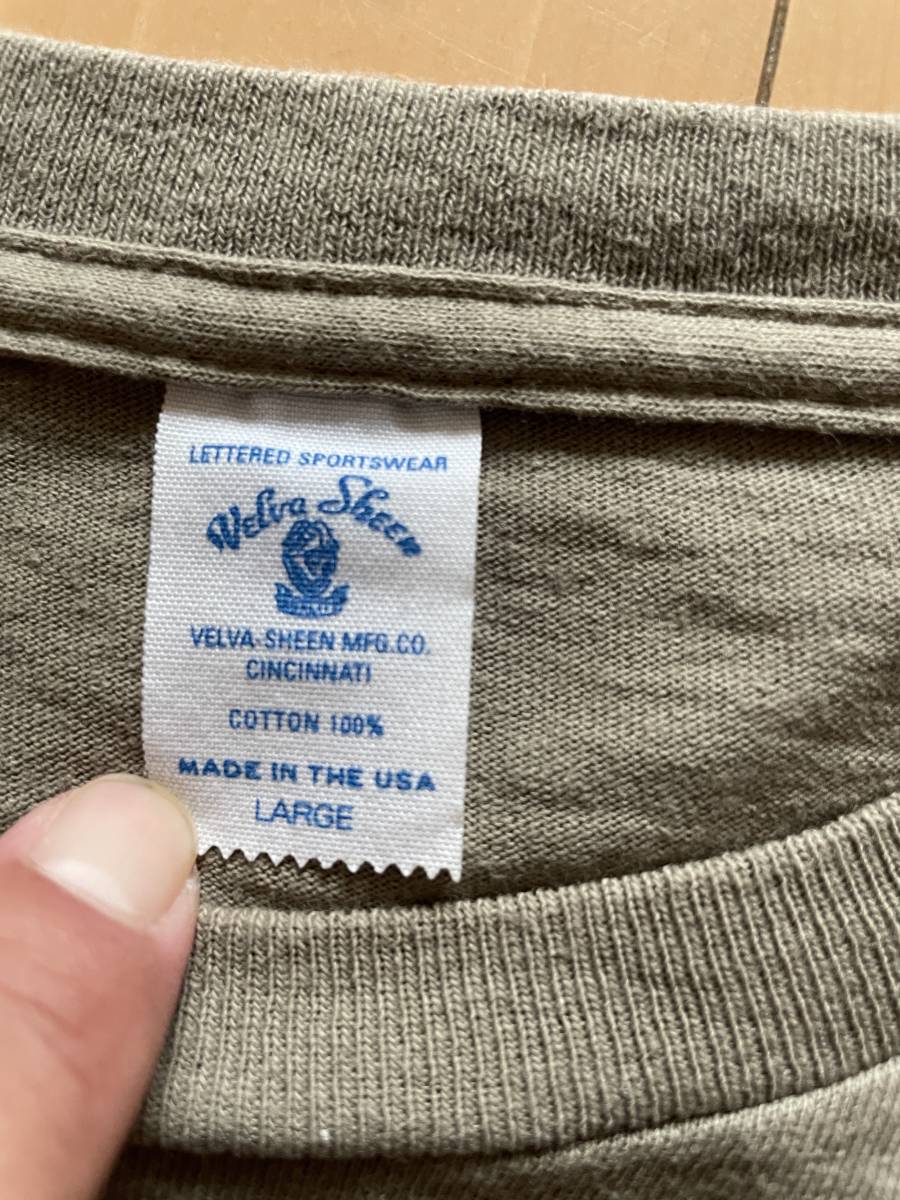 LETTERED SPORTSWEAR
Velva Sheen
VELVA-SHEEN MFG.CO.
CINCINNATI
COTTON 100%
MADE IN THE USA
LARGE